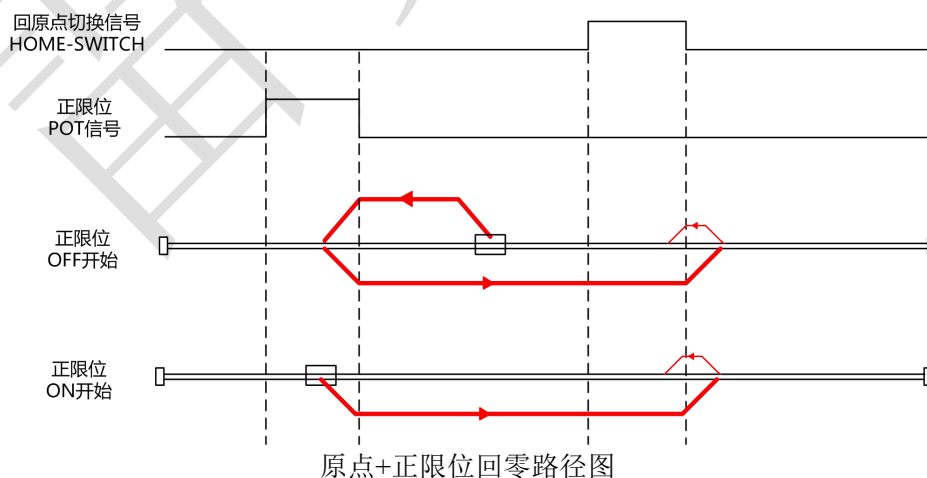 回原点切换信号
HOME-SWITCH
正限位
POT信号
正限位
OFF开始
正限位
ON开始
原点+正限位回零路径图